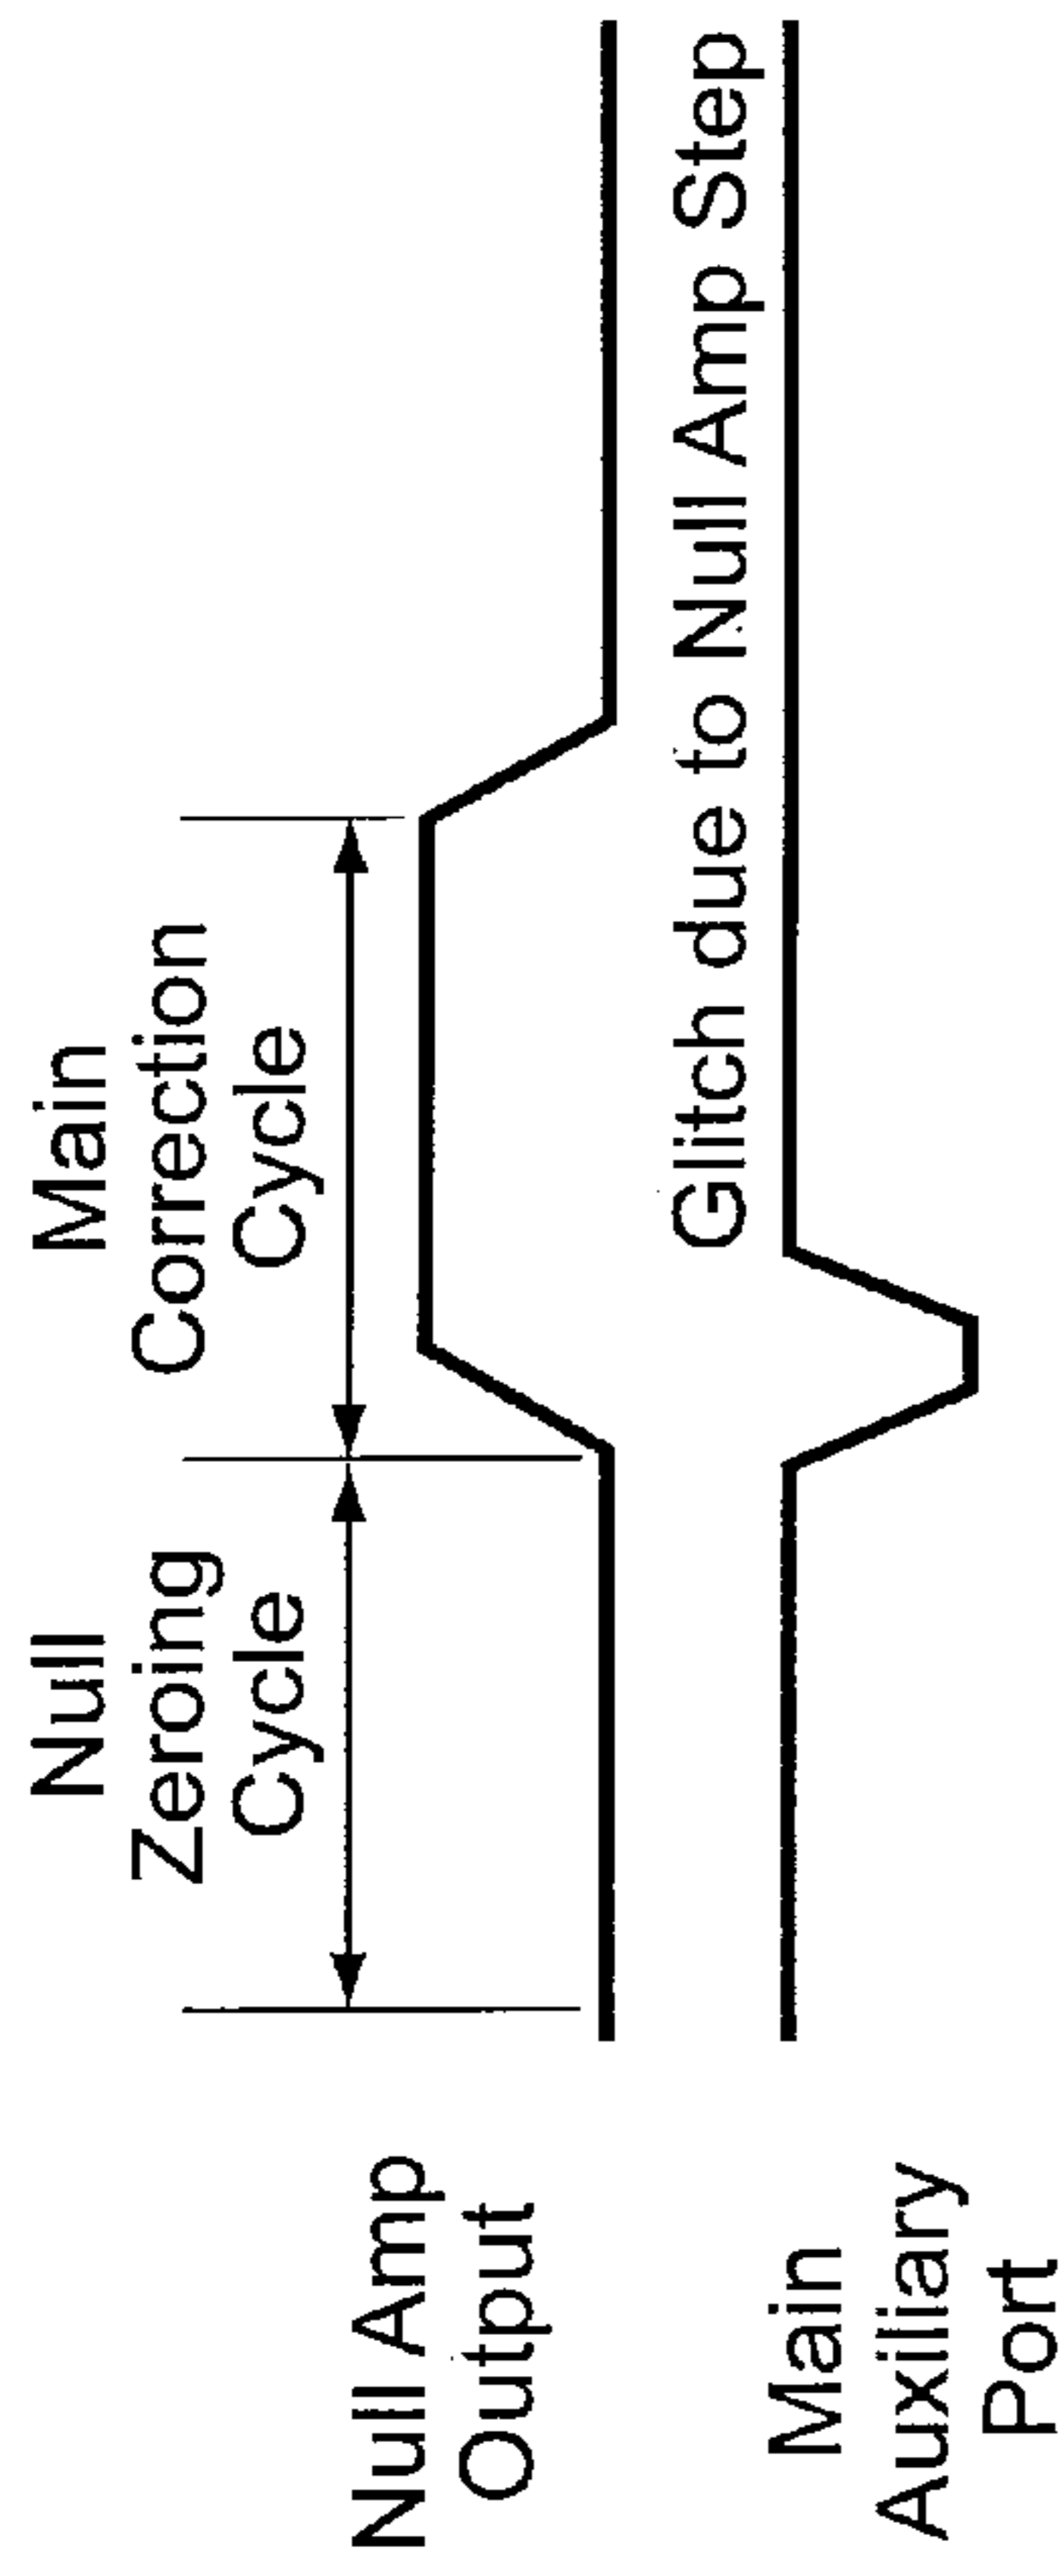 Null
Zeroing
Cycle
Main
Correction
Cycle
Null Amp
Output
Glitch due to Null Amp Step
Main
Auxiliary
Port